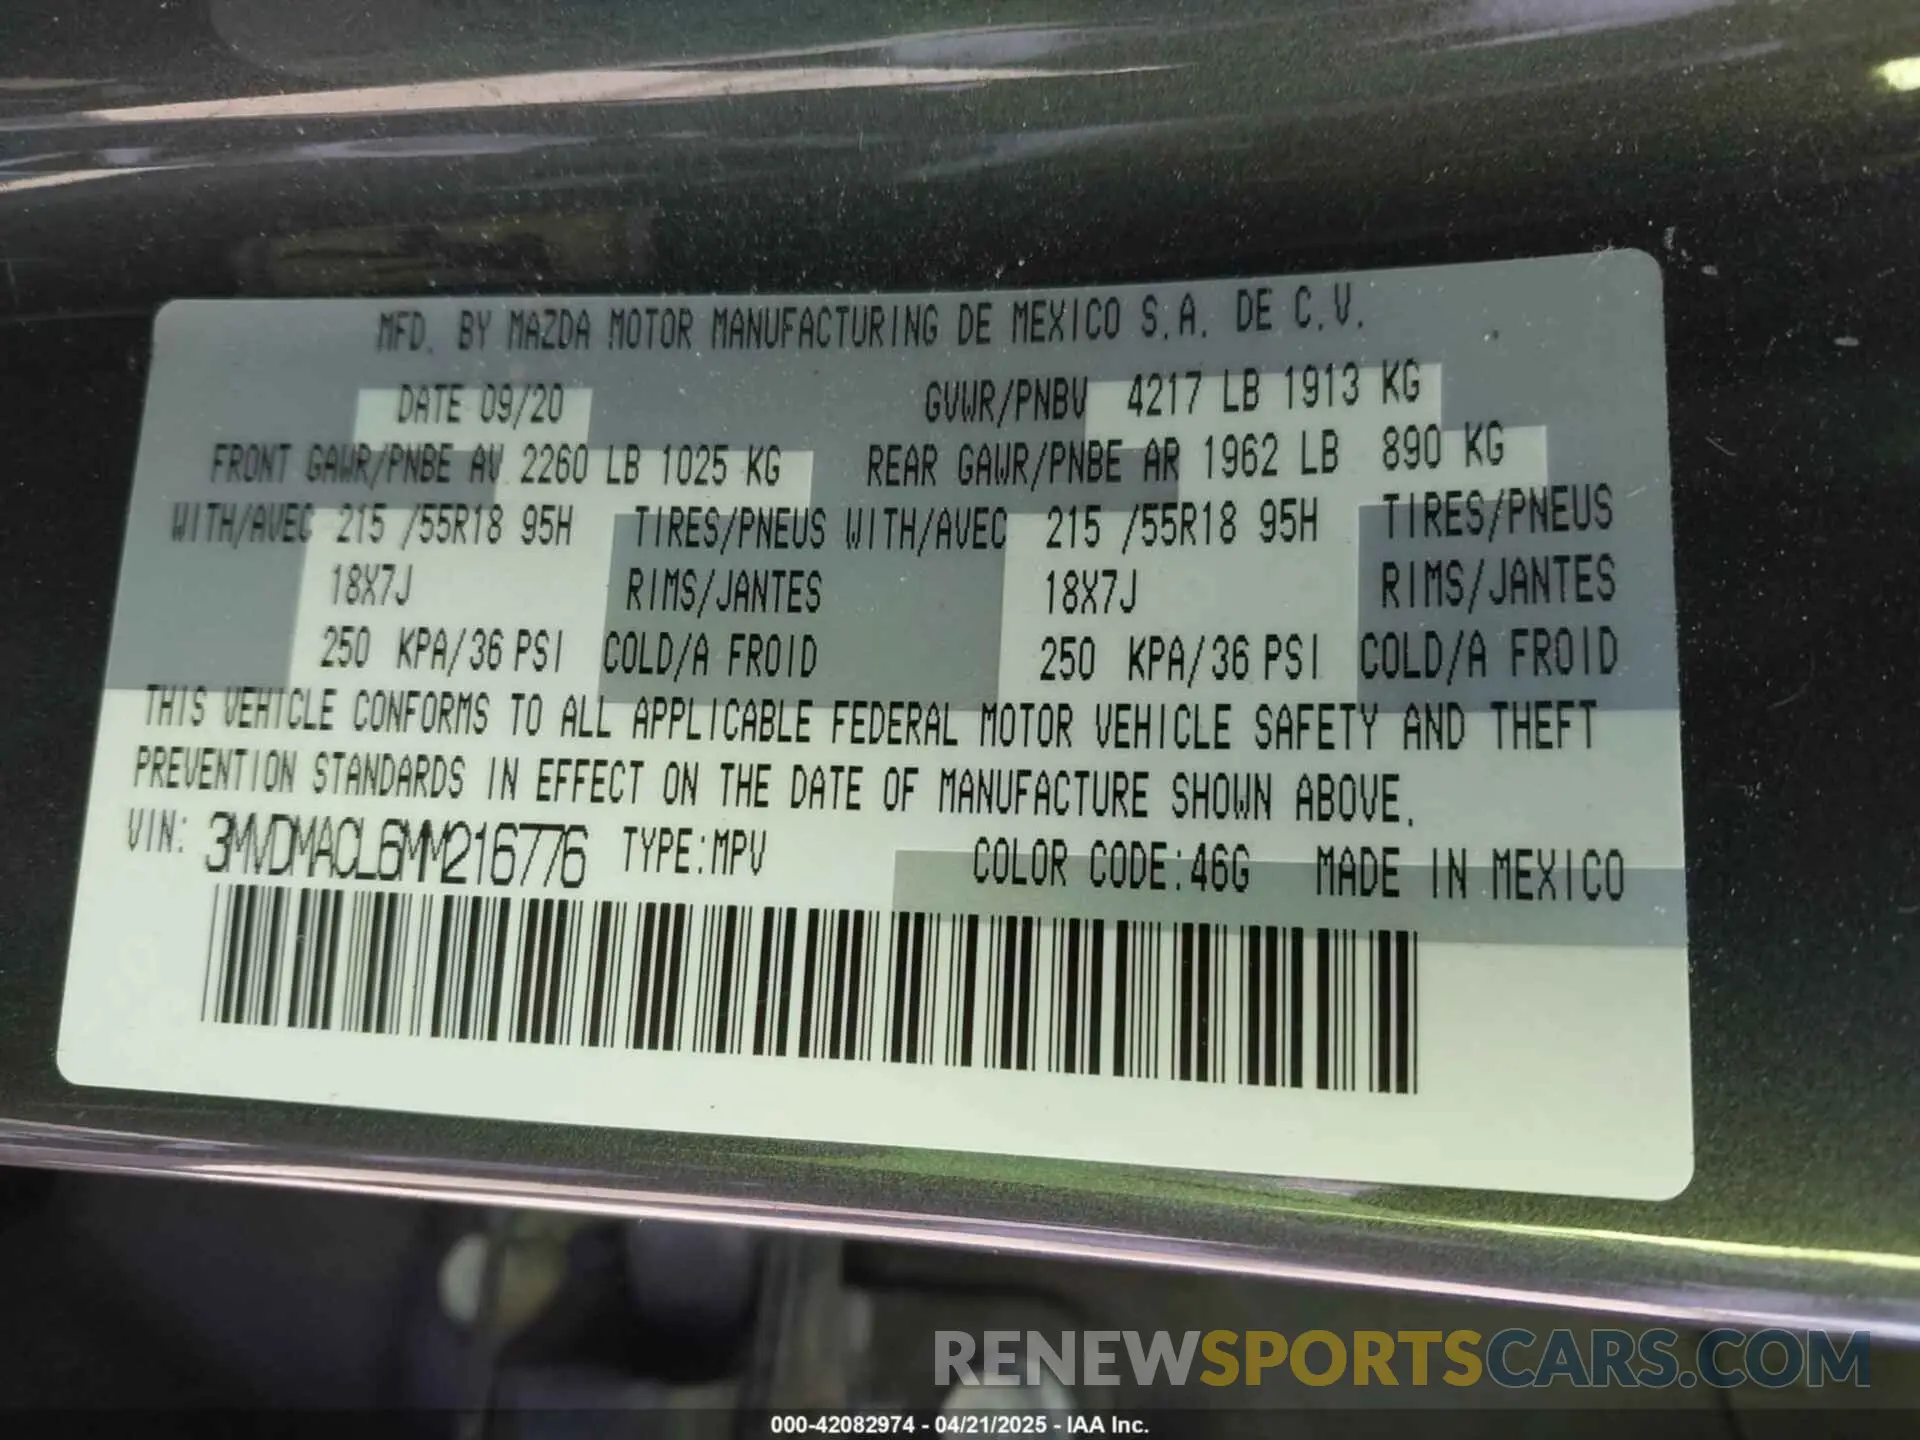 MFD. BY MAZDA MOTOR MANUFACTURING DE MEXICO S.A. DE C.V.
DATE 09/20 GVWR/PNBV 4217 LB 1913 KG
FRONT GAWR/PNBE AV 2260 LB 1025 KG REAR GAWR/PNBE AR 1962 LB 890 KG
WITH/AVEC 215 /55R18 95H TIRES/PNEUS WITH/AVEC 215 /55R18 95H TIRES/PNEUS
18X7J RIMS/JANTES 18X7J RIMS/JANTES
250 KPA/36 PSI COLD/A FROID 250 KPA/36 PSI COLD/A FROID
THIS VEHICLE CONFORMS TO ALL APPLICABLE FEDERAL MOTOR VEHICLE SAFETY AND THEFT
PREVENTION STANDARDS IN EFFECT ON THE DATE OF MANUFACTURE SHOWN ABOVE.
VIN: 3MVDMACL6MM216776 TYPE:MPV COLOR CODE:46G MADE IN MEXICO
RENEWSPORTSCARS.COM
000-42082974 - 04/21/2025 - IAA Inc.